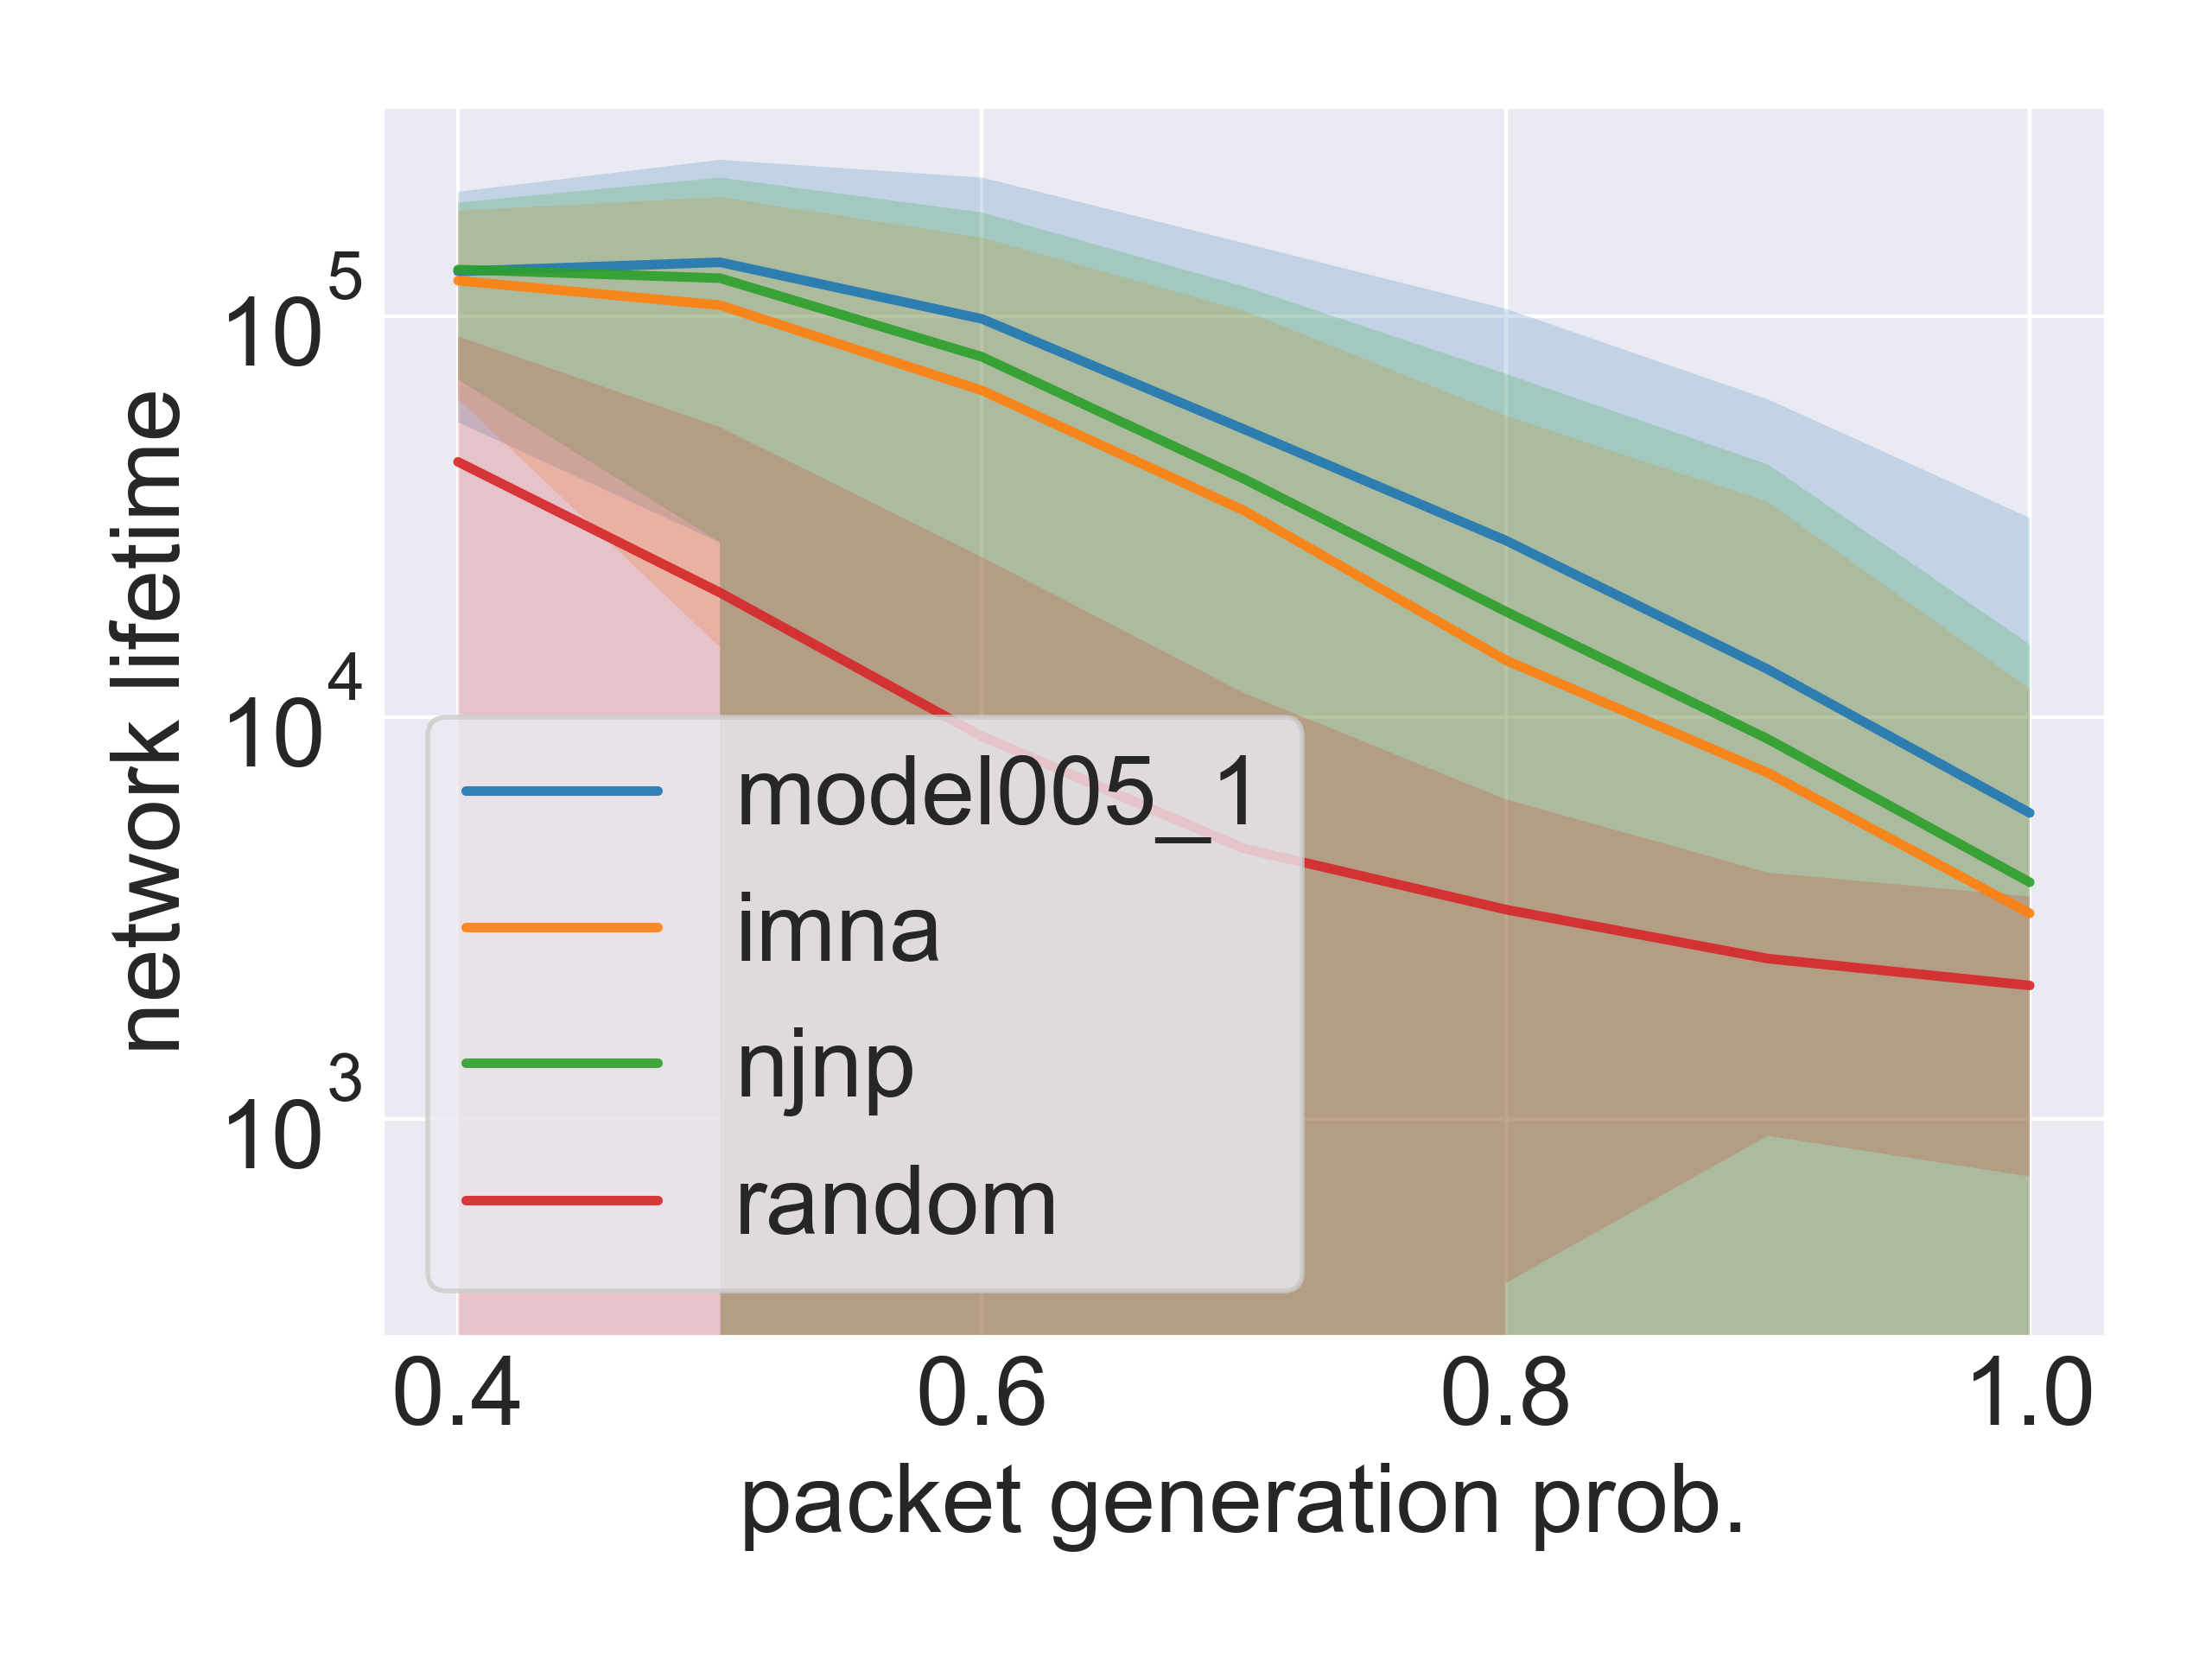 network lifetime
10^5
10^4
10^3
model005_1
imna
njnp
random
0.4 0.6 0.8 1.0
packet generation prob.